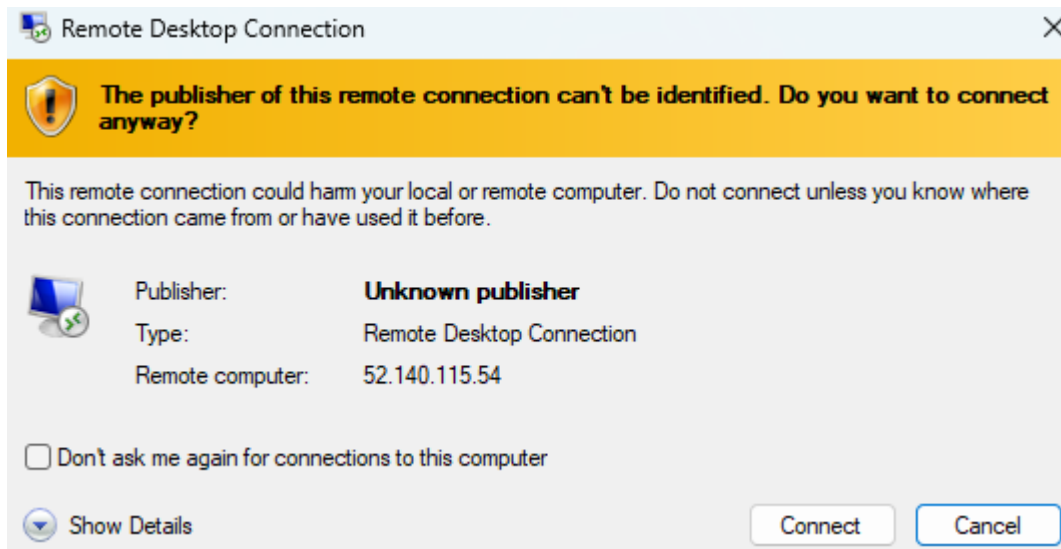 Remote Desktop Connection
The publisher of this remote connection can't be identified. Do you want to connect
anyway?
This remote connection could harm your local or remote computer. Do not connect unless you know where
this connection came from or have used it before.
Publisher: Unknown publisher
Type: Remote Desktop Connection
Remote computer: 52.140.115.54
Don't ask me again for connections to this computer
Show Details Connect Cancel